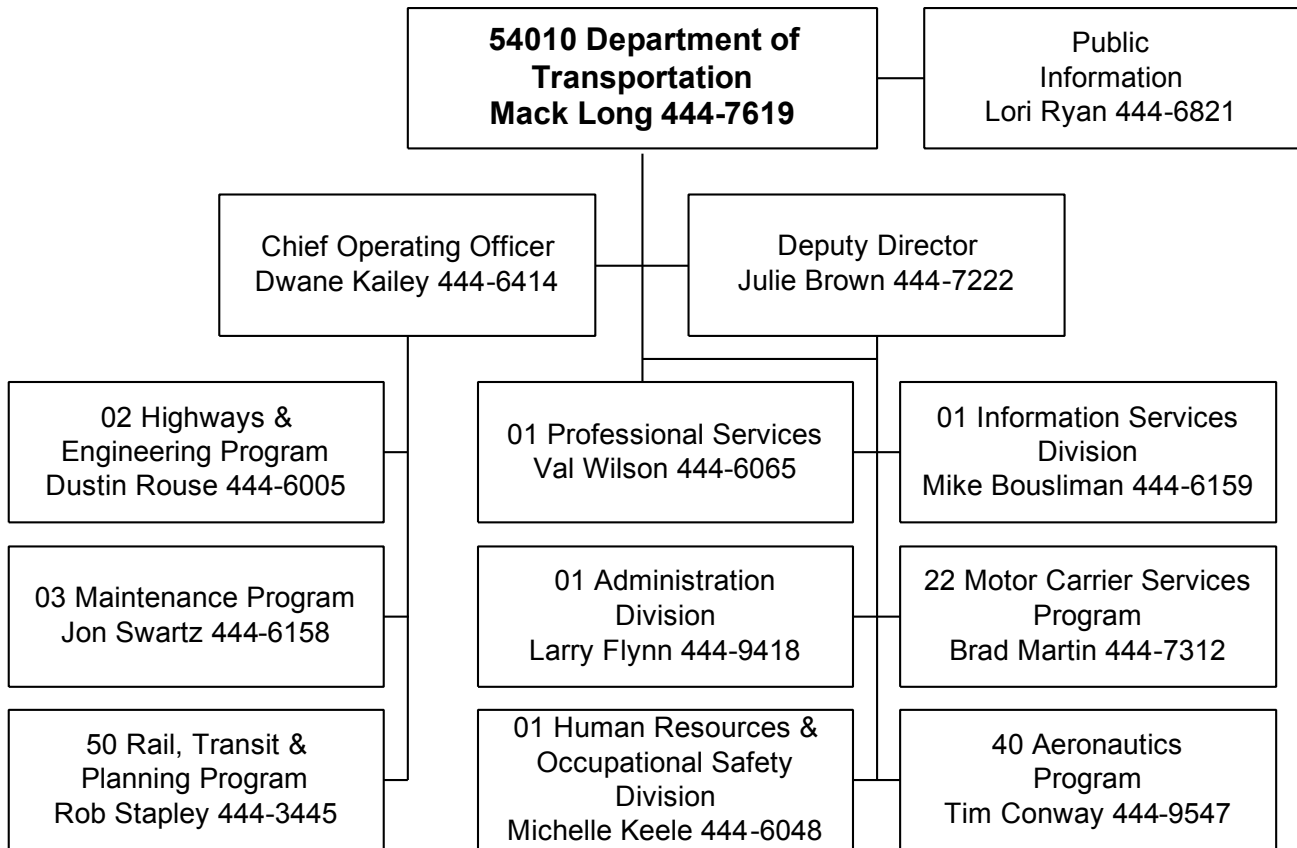 54010 Department of
Transportation
Mack Long 444-7619
Public
Information
Lori Ryan 444-6821
Chief Operating Officer
Dwane Kailey 444-6414
Deputy Director
Julie Brown 444-7222
02 Highways &
Engineering Program
Dustin Rouse 444-6005
01 Professional Services
Val Wilson 444-6065
01 Information Services
Division
Mike Bousliman 444-6159
03 Maintenance Program
Jon Swartz 444-6158
01 Administration
Division
Larry Flynn 444-9418
22 Motor Carrier Services
Program
Brad Martin 444-7312
50 Rail, Transit &
Planning Program
Rob Stapley 444-3445
01 Human Resources &
Occupational Safety
Division
Michelle Keele 444-6048
40 Aeronautics
Program
Tim Conway 444-9547